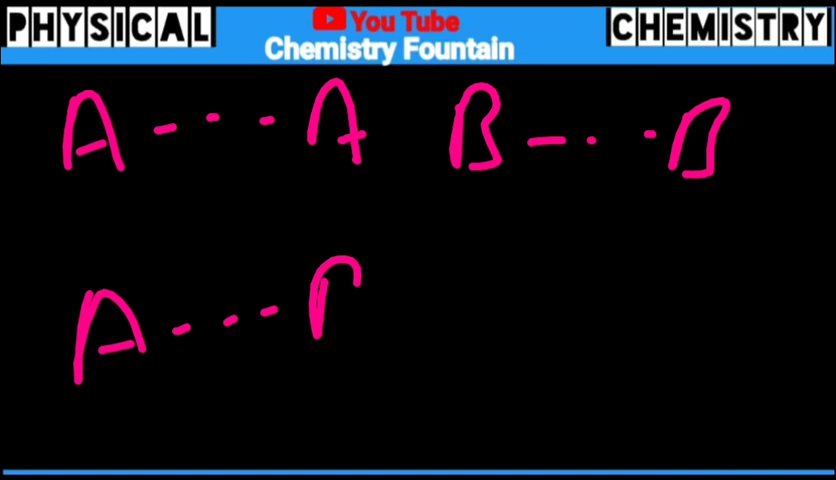 PHYSICAL You Tube CHEMISTRY
Chemistry Fountain
A --- A B --- B
A ---